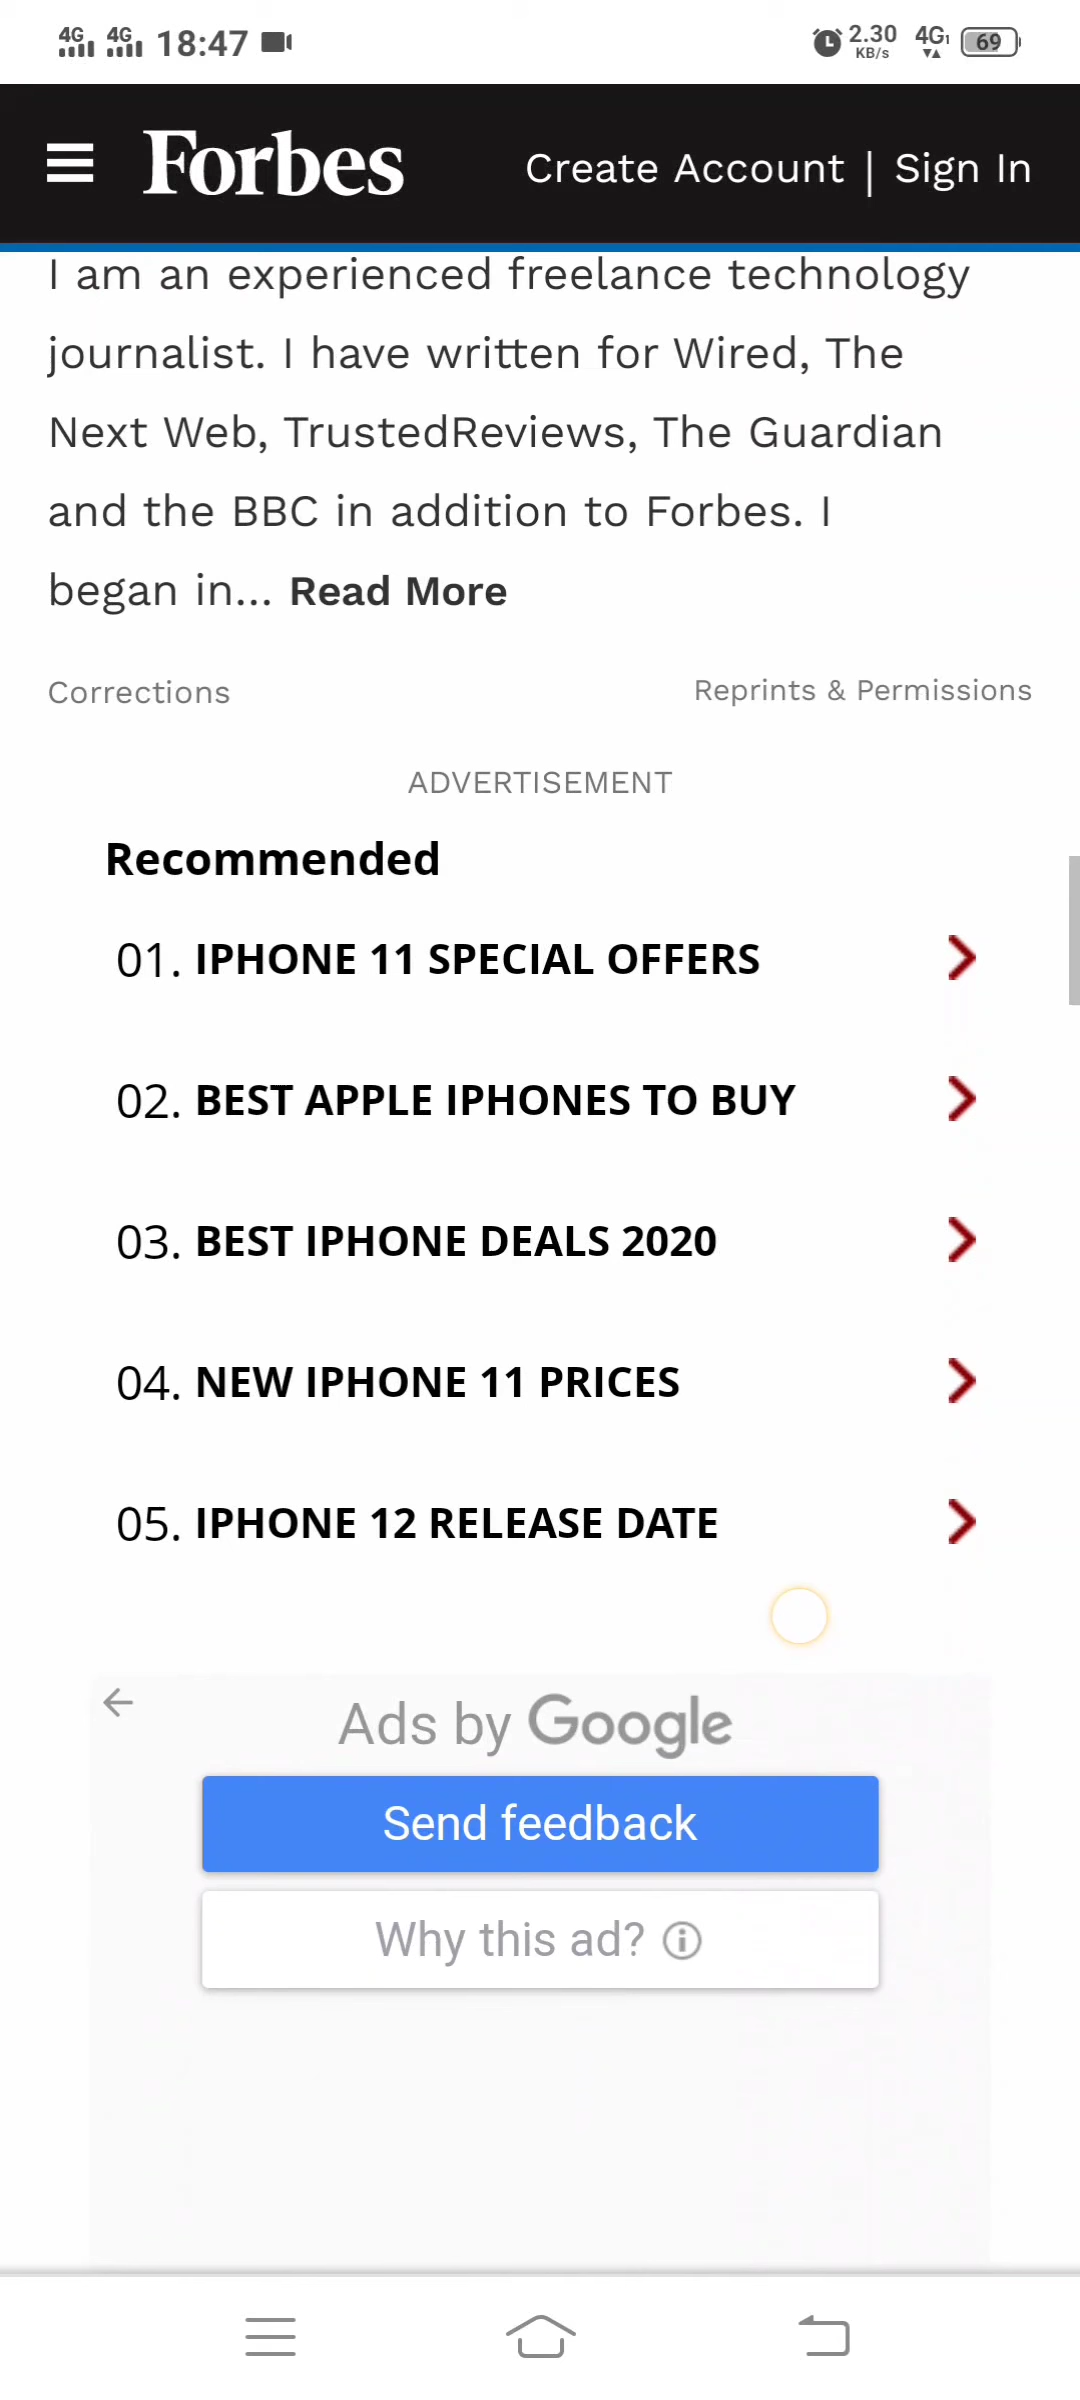 4G 4G 18:47 2.30 KB/s 4G1 69
Forbes Create Account | Sign In
I am an experienced freelance technology
journalist. I have written for Wired, The
Next Web, TrustedReviews, The Guardian
and the BBC in addition to Forbes. I
began in... Read More
Corrections Reprints & Permissions
ADVERTISEMENT
Recommended
01. IPHONE 11 SPECIAL OFFERS
02. BEST APPLE IPHONES TO BUY
03. BEST IPHONE DEALS 2020
04. NEW IPHONE 11 PRICES
05. IPHONE 12 RELEASE DATE
Ads by Google
Send feedback
Why this ad?